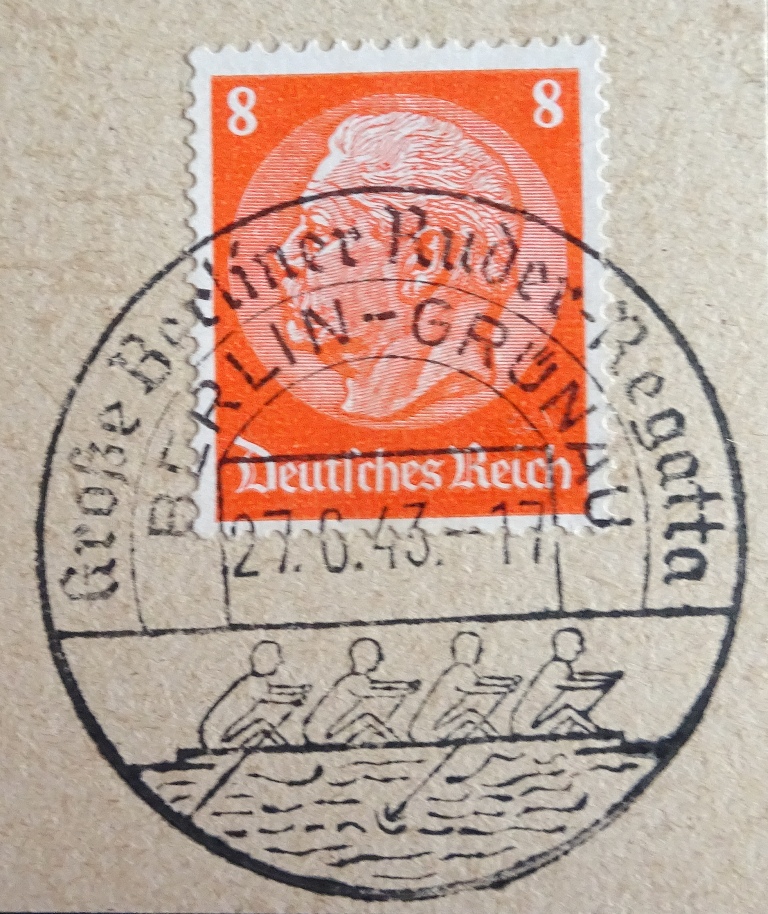 8 8
Große Berliner Ruder-Regatta
BERLIN-GRÜNAU
Deutsches Reich
27.6.43.-17